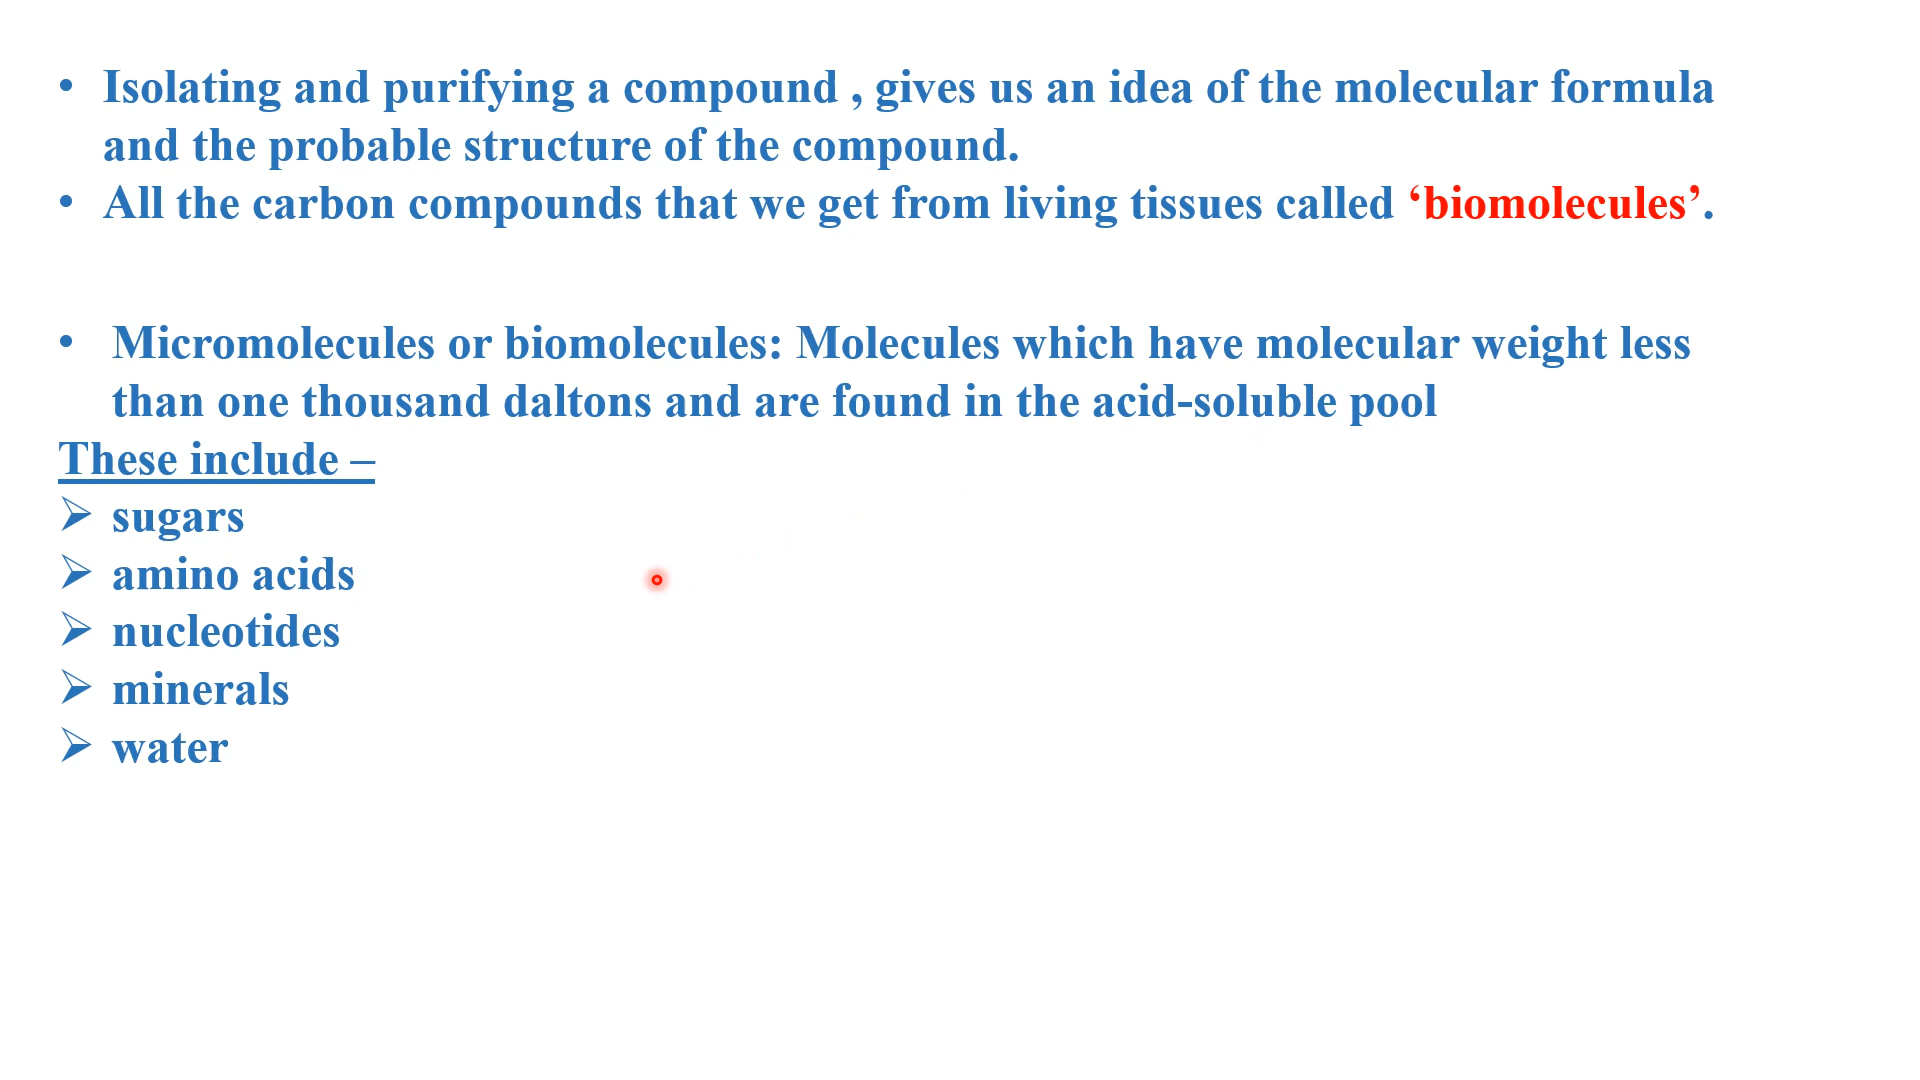 • Isolating and purifying a compound , gives us an idea of the molecular formula
and the probable structure of the compound.
• All the carbon compounds that we get from living tissues called ‘biomolecules’.
• Micromolecules or biomolecules: Molecules which have molecular weight less
than one thousand daltons and are found in the acid-soluble pool
These include –
➢ sugars
➢ amino acids
➢ nucleotides
➢ minerals
➢ water